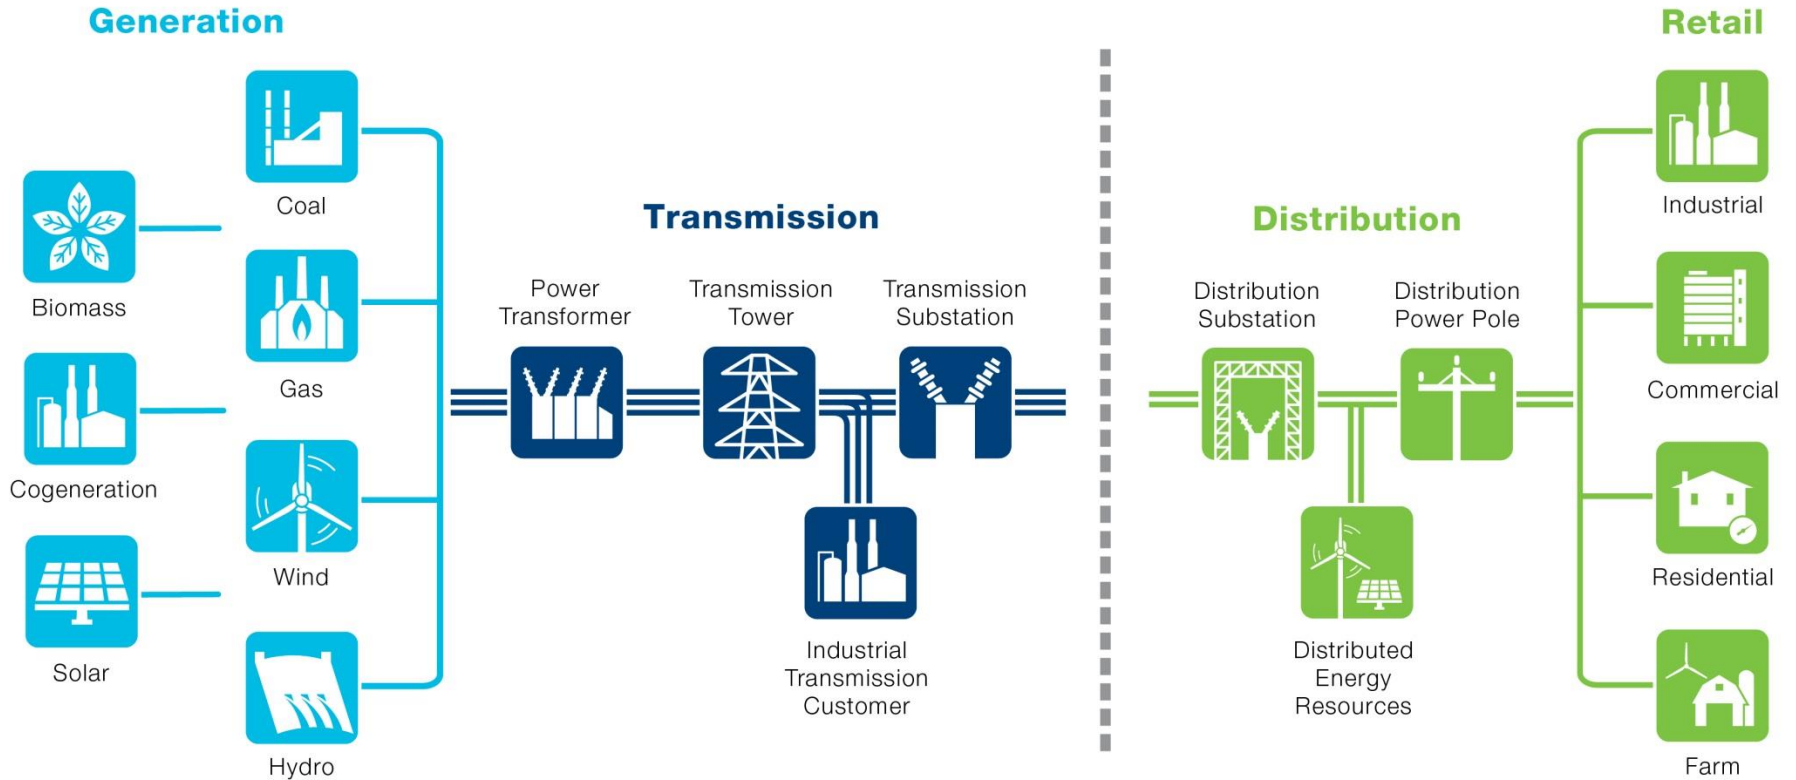 Generation
Coal
Biomass
Gas
Cogeneration
Wind
Solar
Hydro
Transmission
Power
Transformer
Transmission
Tower
Transmission
Substation
Industrial
Transmission
Customer
Distribution
Distribution
Substation
Distribution
Power Pole
Distributed
Energy
Resources
Retail
Industrial
Commercial
Residential
Farm